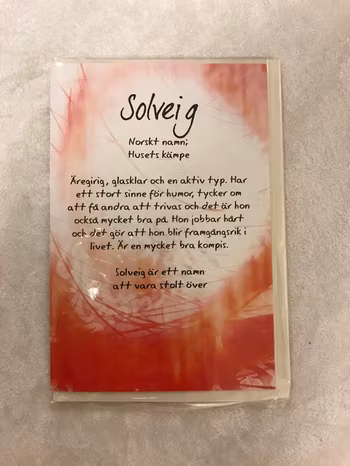 Solveig
Norskt namn;
Husets kämpe
Äregirig, glasklar och en aktiv typ. Har
ett stort sinne för humor, tycker om
att få andra att trivas och det är hon
också mycket bra på. Hon jobbar hårt
och det gör att hon blir framgångsrik i
livet. Är en mycket bra kompis.
Solveig är ett namn
att vara stolt över